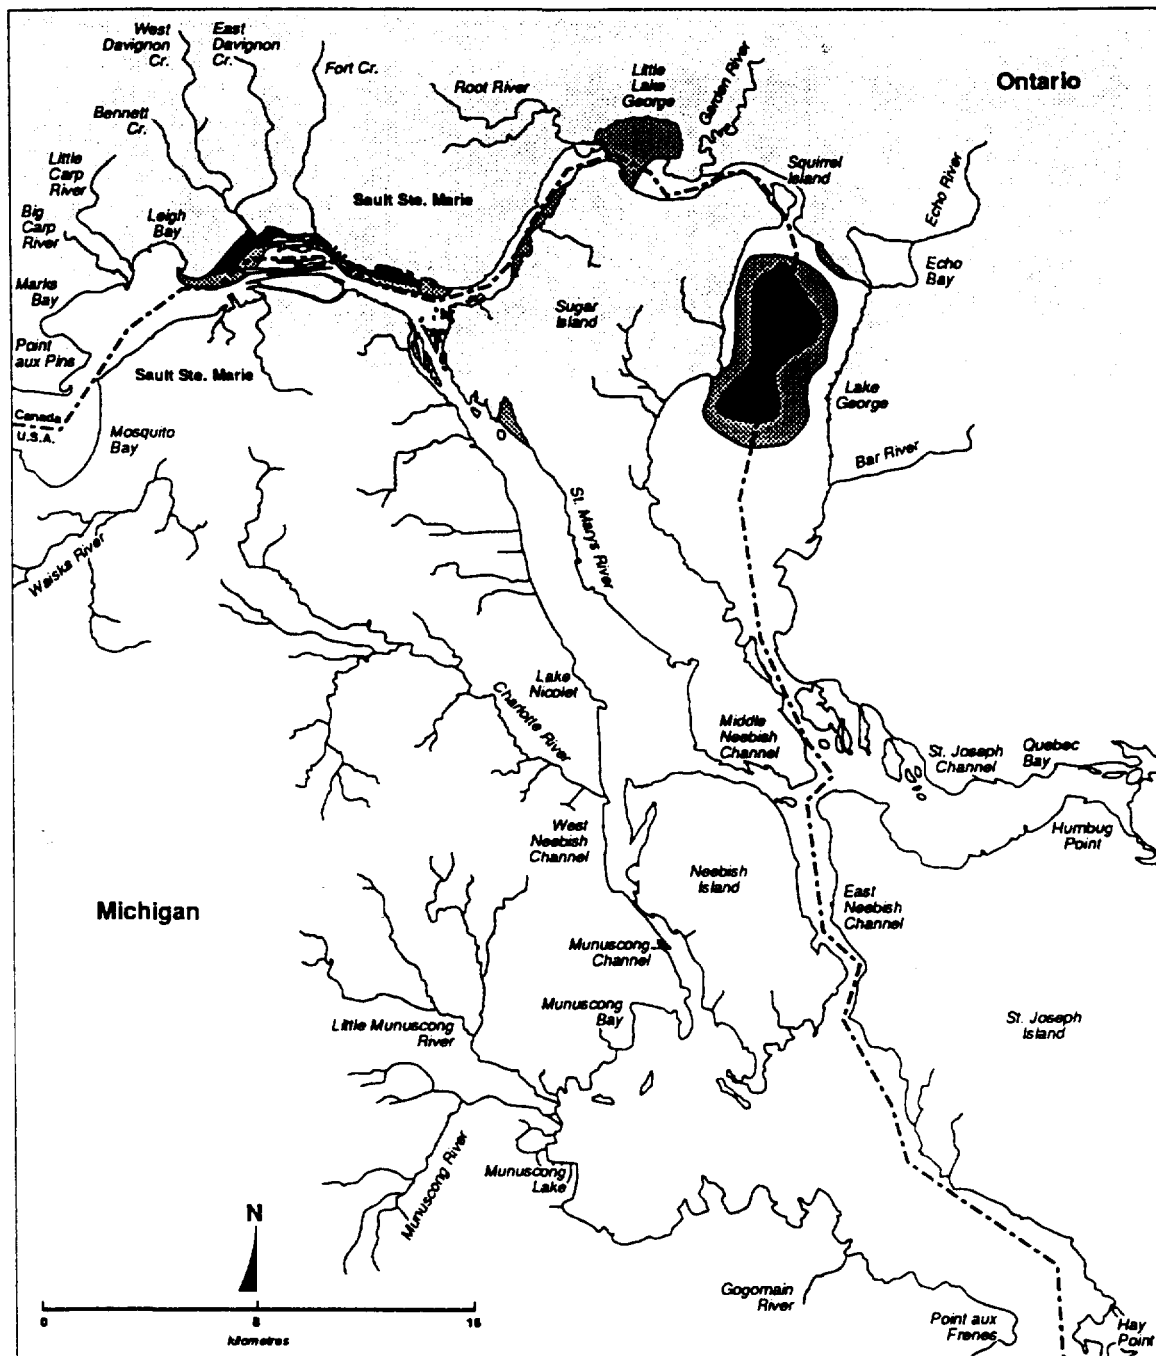 West
Davignon
Cr.
East
Davignon
Cr.
Fort Cr.
Root River
Little
Lake
George
Garden River
Ontario
Bennett
Cr.
Little
Carp
River
Big
Carp
River
Leigh
Bay
Sault Ste. Marie
Squirrel
Island
Echo River
Echo
Bay
Marks
Bay
Point
aux Pins
Sugar
Island
Sault Ste. Marie
Canada
U.S.A.
Mosquito
Bay
Lake
George
Bar River
Waiska River
St. Marys River
Lake
Nicolet
Charlotte River
Middle
Neebish
Channel
St. Joseph
Channel
Quebec
Bay
West
Neebish
Channel
Humbug
Point
Neebish
Island
East
Neebish
Channel
Michigan
Munuscong
Channel
Munuscong
Bay
Little Munuscong
River
St. Joseph
Island
Munuscong River
Munuscong
Lake
N
Gogomain
River
Point aux
Frenes
Hay
Point
0 8 16
kilometres